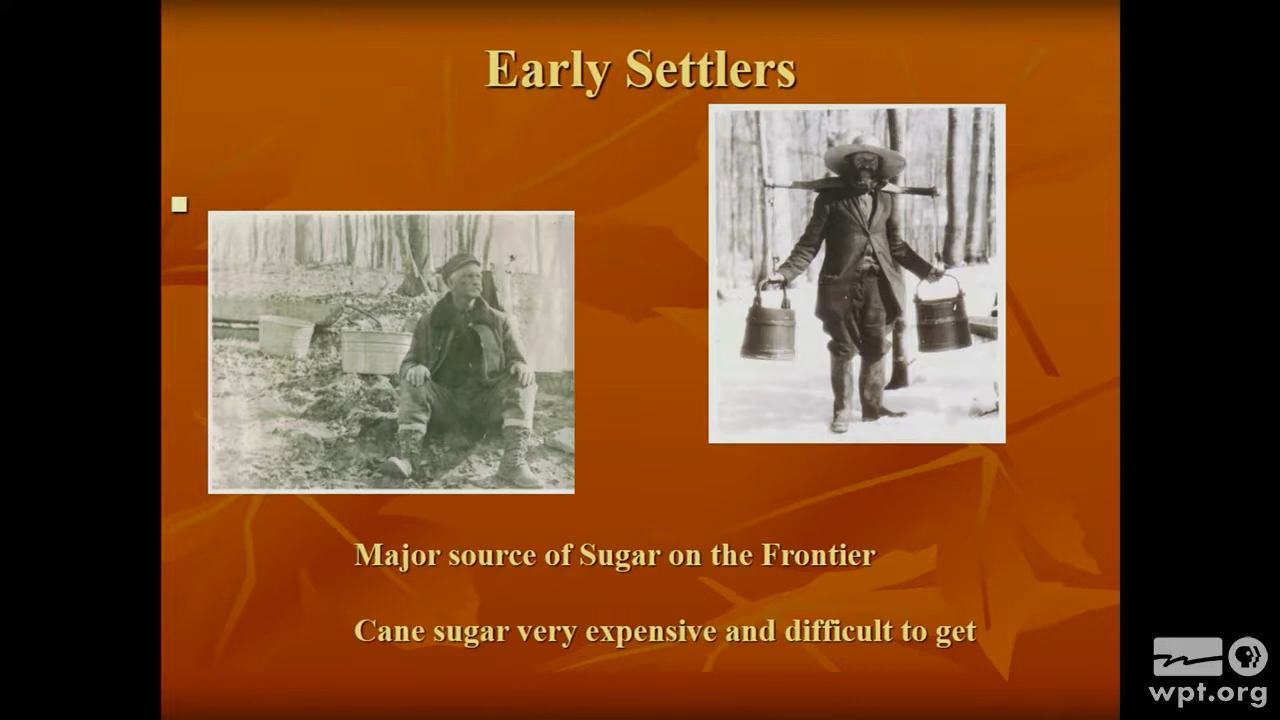 Early Settlers
Major source of Sugar on the Frontier
Cane sugar very expensive and difficult to get
wpt.org